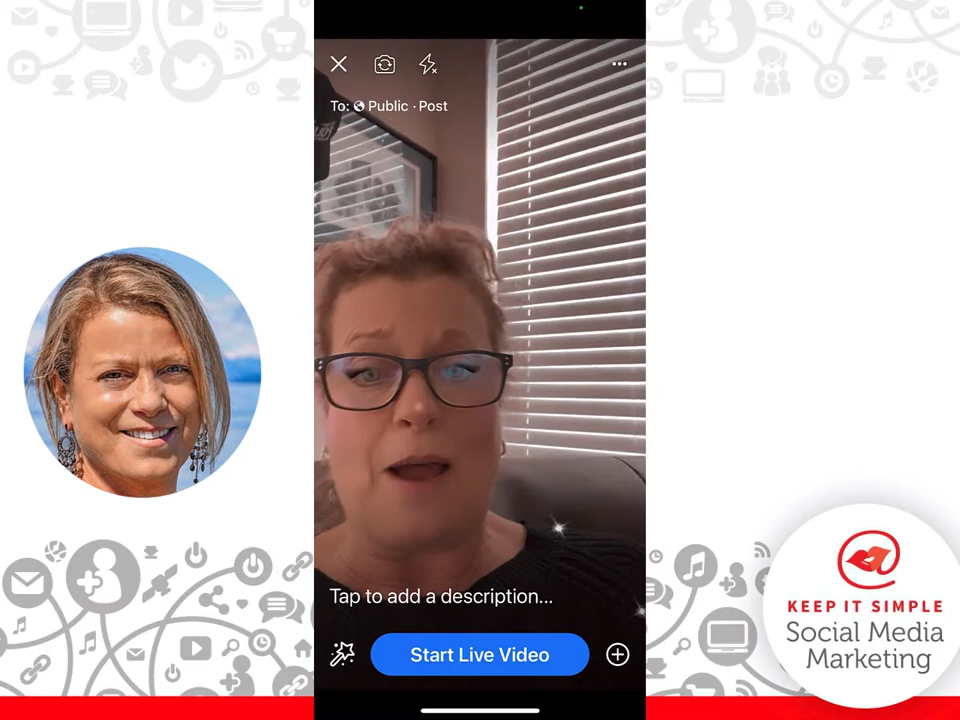 To: Public · Post
Tap to add a description...
Start Live Video
KEEP IT SIMPLE
Social Media
Marketing